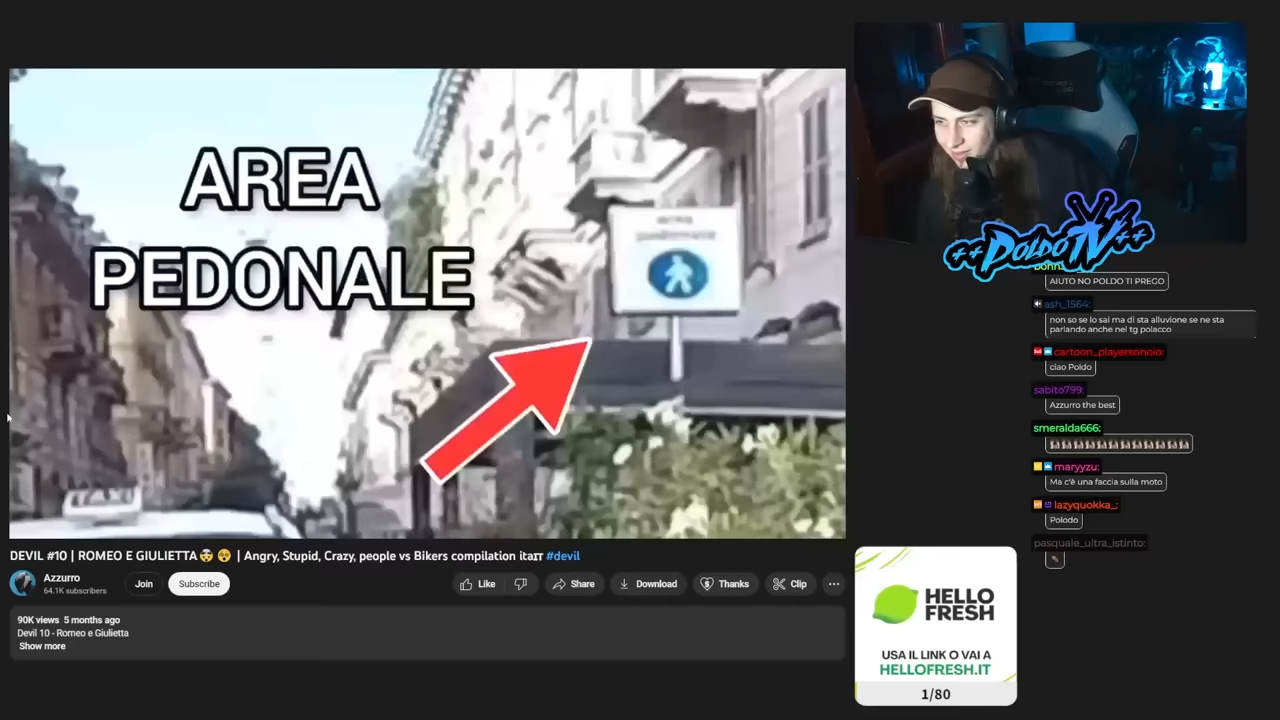 AREA
PEDONALE
TAXI
DEVIL #10 | ROMEO E GIULIETTA🤯 😵 | Angry, Stupid, Crazy, people vs Bikers compilation itaтт #devil
Azzurro
64.1K subscribers
Join
Subscribe
Like
Share
Download
Thanks
Clip
90K views 5 months ago
Devil 10 - Romeo e Giulietta
Show more
++POLDOTV++
AIUTO NO POLDO TI PREGO
ash_1564:
non so se lo sai ma di sta alluvione se ne sta
parlando anche nel tg polacco
cartoon_playersonoio:
ciao Poldo
sabito799:
Azzurro the best
smeralda666:
maryyzu:
Ma c'è una faccia sulla moto
lazyquokka_:
Polodo
pasquale_ultra_istinto:
HELLO
FRESH
USA IL LINK O VAI A
HELLOFRESH.IT
1/80